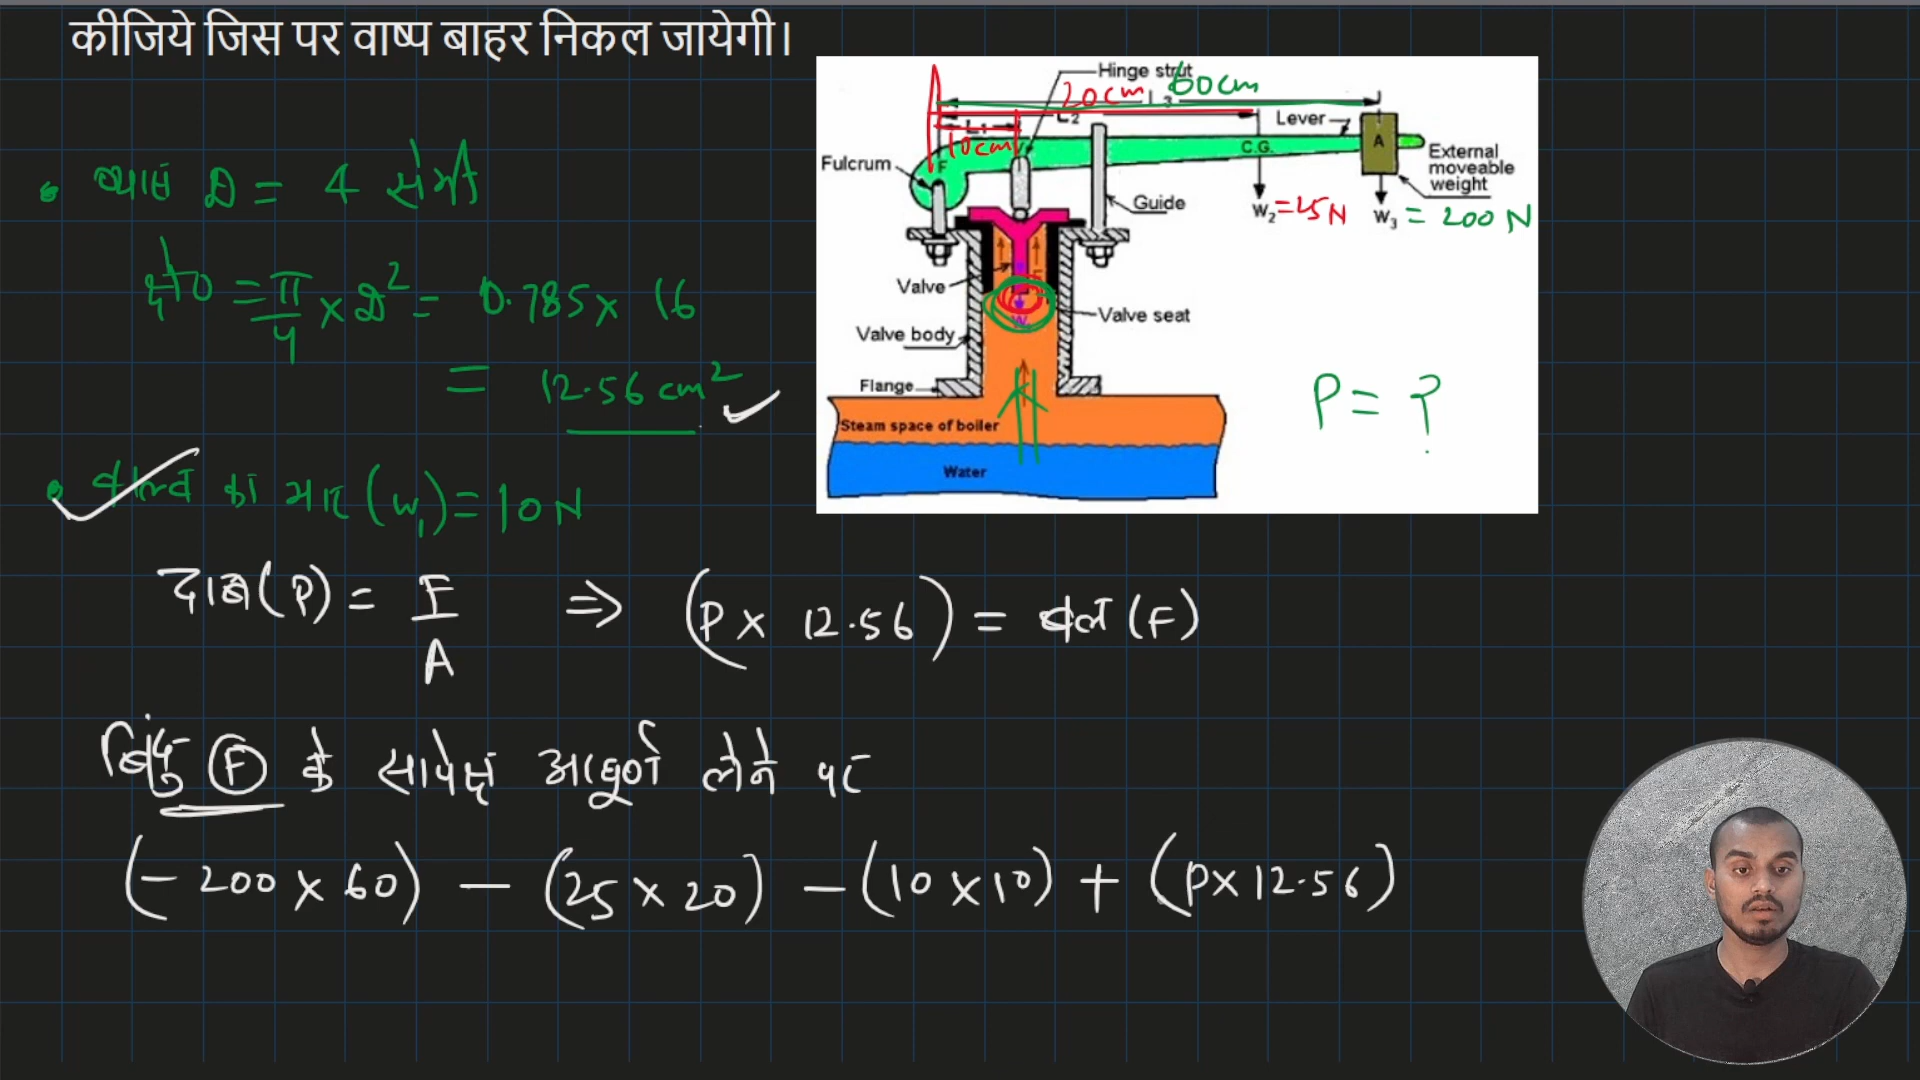 कीजिये जिस पर वाष्प बाहर निकल जायेगी।
Hinge strut
60cm
20cm L3
L1 L2
10cm
Lever
Fulcrum F
C.G. A
External
moveable
weight
Guide
W2 =25N W3 = 200 N
Valve
W
Valve seat
Valve body
Flange
Steam space of boiler
Water
P = ?
व्यास D = 4 सेमी
क्षे0 = π/4 × D² = 0.785 × 16
= 12.56 cm²
वाल्व का भार (W1) = 10 N
दाब (P) = F/A ⇒ (P × 12.56) = बल (F)
बिंदु F के सापेक्ष आघूर्ण लेने पर
(- 200 × 60) - (25 × 20) - (10 × 10) + (P × 12.56)